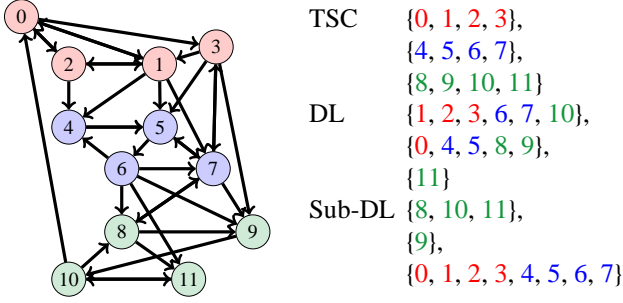 0
3
2
1
4
5
6
7
8
9
10
11
TSC {0, 1, 2, 3},
{4, 5, 6, 7},
{8, 9, 10, 11}
DL {1, 2, 3, 6, 7, 10},
{0, 4, 5, 8, 9},
{11}
Sub-DL {8, 10, 11},
{9},
{0, 1, 2, 3, 4, 5, 6, 7}